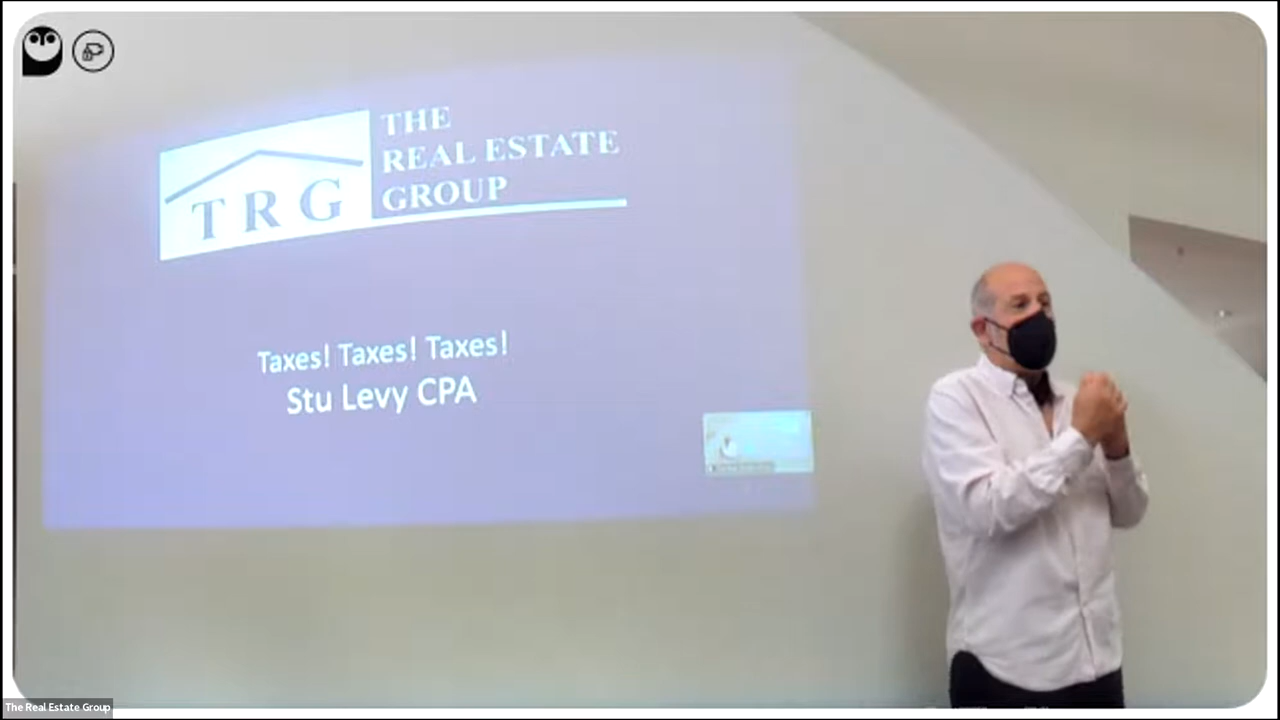 THE
REAL ESTATE
GROUP
TRG
Taxes! Taxes! Taxes!
Stu Levy CPA
The Real Estate Group